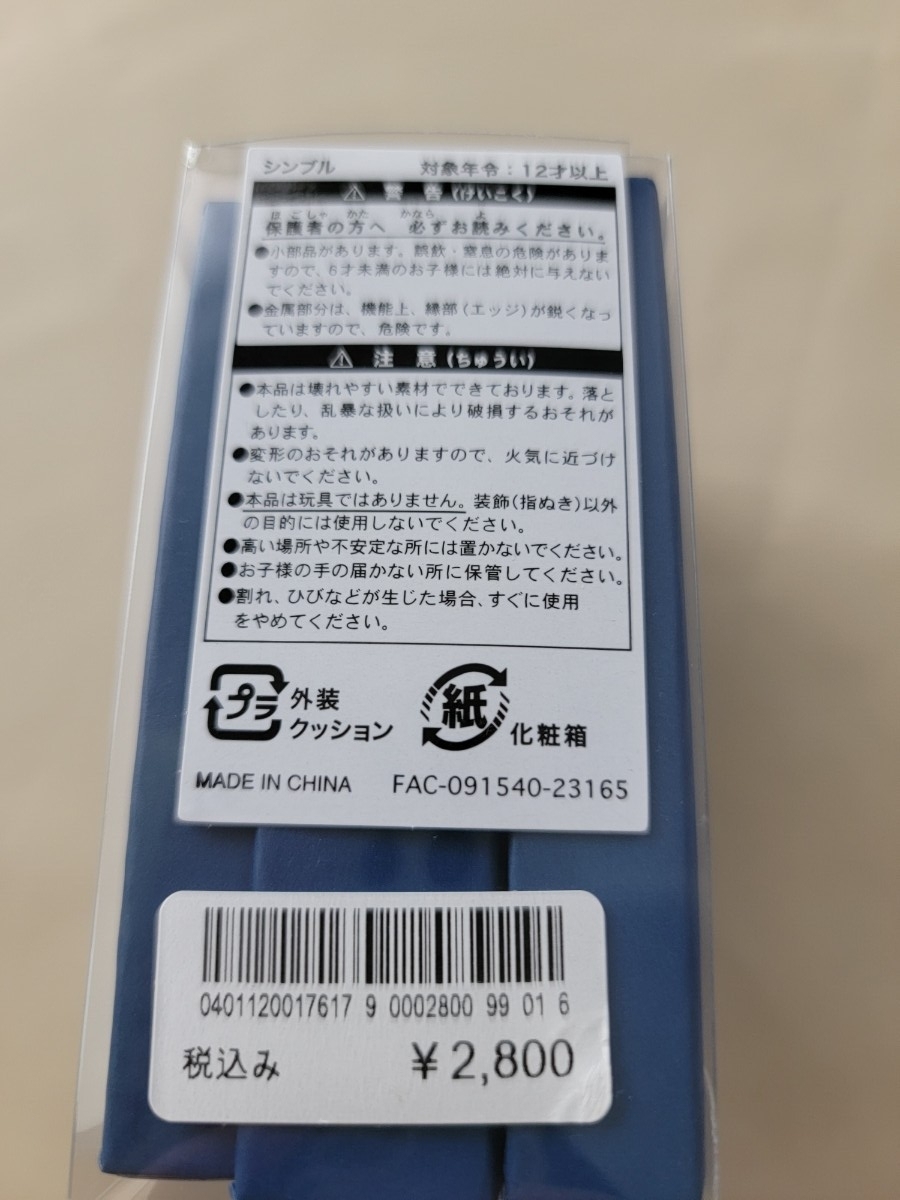 シンブル 対象年令：12才以上
⚠ 警 告 (けいこく)
ほごしゃ かた かなら よ
保護者の方へ 必ずお読みください。
●小部品があります。誤飲・窒息の危険がありま
すので、6才未満のお子様には絶対に与えない
でください。
●金属部分は、機能上、縁部（エッジ）が鋭くなっ
ていますので、危険です。
⚠ 注 意 (ちゅうい)
●本品は壊れやすい素材でできております。落と
したり、乱暴な扱いにより破損するおそれが
あります。
●変形のおそれがありますので、火気に近づけ
ないでください。
●本品は玩具ではありません。装飾(指ぬき)以外
の目的には使用しないでください。
●高い場所や不安定な所には置かないでください。
●お子様の手の届かない所に保管してください。
●割れ、ひびなどが生じた場合、すぐに使用
をやめてください。
プラ 外装
クッション
紙 化粧箱
MADE IN CHINA FAC-091540-23165
0401120017617 9 0002800 99 01 6
税込み ¥2,800